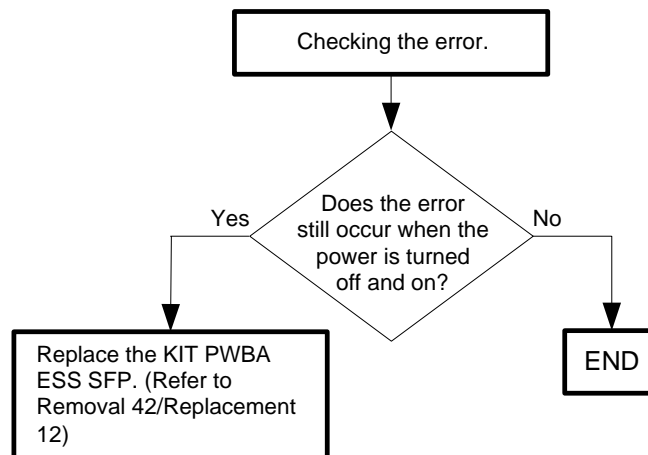 Checking the error.
Does the error
still occur when the
power is turned
off and on?
Yes
No
Replace the KIT PWBA
ESS SFP. (Refer to
Removal 42/Replacement
12)
END